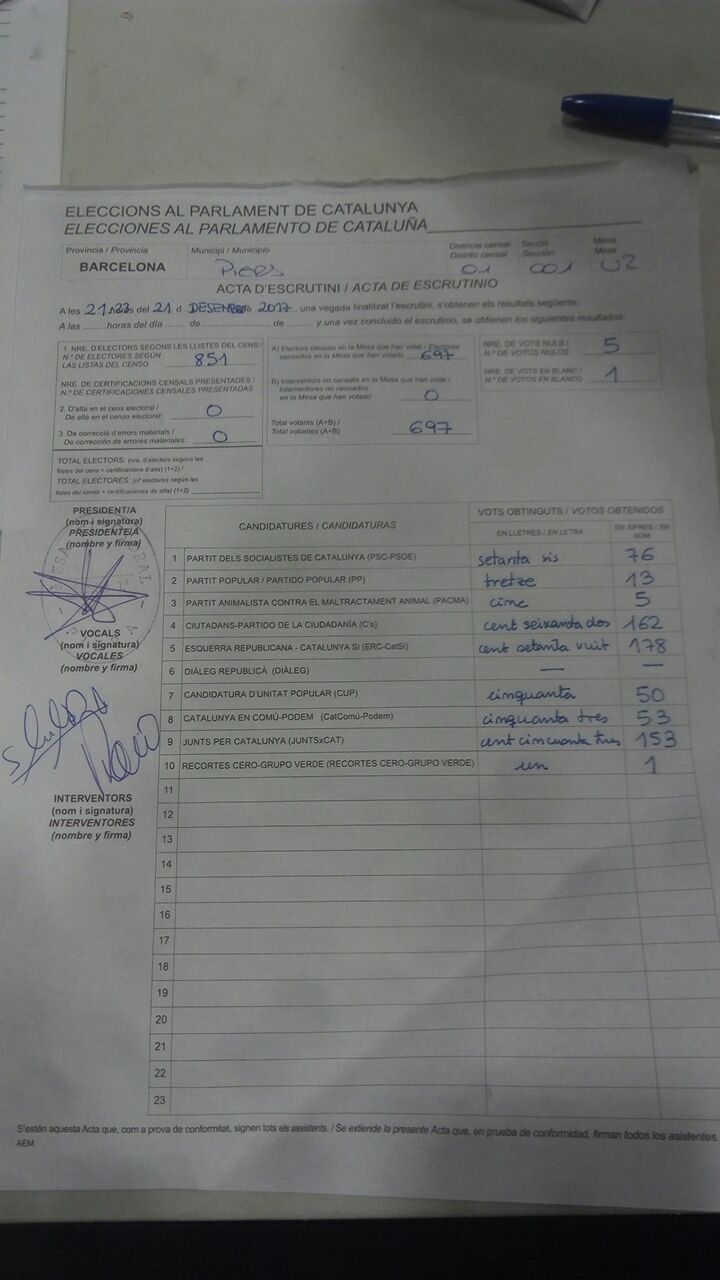 ELECCIONS AL PARLAMENT DE CATALUNYA
ELECCIONES AL PARLAMENTO DE CATALUÑA
Província / Provincia
BARCELONA
Municipi / Municipio
Districte censal
Distrito censal
01
Secció
Sección
001
Mesa
Mesa
U2
ACTA D'ESCRUTINI / ACTA DE ESCRUTINIO
A les 21.23 hores del 21 d DESEMBRE 2017, una vegada finalitzat l'escrutini, s'obtenen els resultats següents:
A las ......... horas del día ....... de ................ de ......, y una vez concluido el escrutinio, se obtienen los siguientes resultados:
1. NRE. D'ELECTORS SEGONS LES LLISTES DEL CENS /
N.º DE ELECTORES SEGÚN
LAS LISTAS DEL CENSO 851
NRE. DE CERTIFICACIONS CENSALS PRESENTADES /
N.º DE CERTIFICACIONES CENSALES PRESENTADAS
2. D'alta en el cens electoral /
De alta en el censo electoral: 0
3. De correcció d'errors materials /
De corrección de errores materiales: 0
TOTAL ELECTORS: (nre. d'electors segons les
llistes del cens + certificacions d'alta) (1+2) /
TOTAL ELECTORES: (nº electores según las
listas del censo + certificaciones de alta) (1+2)
A) Electors censats en la Mesa que han votat / Electores
censados en la Mesa que han votado 697
B) Interventors no censats en la Mesa que han votat /
Interventores no censados
en la Mesa que han votado 0
Total votants (A+B) /
Total votantes (A+B) 697
NRE. DE VOTS NULS /
N.º DE VOTOS NULOS 5
NRE. DE VOTS EN BLANC /
N.º DE VOTOS EN BLANCO 1
PRESIDENT/A
(nom i signatura)
PRESIDENTE/A
(nombre y firma)
VOCALS
(nom i signatura)
VOCALES
(nombre y firma)
INTERVENTORS
(nom i signatura)
INTERVENTORES
(nombre y firma)
CANDIDATURES / CANDIDATURAS
VOTS OBTINGUTS / VOTOS OBTENIDOS
EN LLETRES / EN LETRA
EN XIFRES / EN NÚM
1 PARTIT DELS SOCIALISTES DE CATALUNYA (PSC-PSOE) setanta sis 76
2 PARTIT POPULAR / PARTIDO POPULAR (PP) tretze 13
3 PARTIT ANIMALISTA CONTRA EL MALTRACTAMENT ANIMAL (PACMA) cinc 5
4 CIUTADANS-PARTIDO DE LA CIUDADANÍA (C's) cent seixanta dos 162
5 ESQUERRA REPUBLICANA - CATALUNYA SÍ (ERC-CatSí) cent setanta vuit 178
6 DIÀLEG REPUBLICÀ (DIÀLEG) — —
7 CANDIDATURA D'UNITAT POPULAR (CUP) cinquanta 50
8 CATALUNYA EN COMÚ-PODEM (CatComú-Podem) cinquanta tres 53
9 JUNTS PER CATALUNYA (JUNTSxCAT) cent cincuanta tres 153
10 RECORTES CERO-GRUPO VERDE (RECORTES CERO-GRUPO VERDE) un 1
11
12
13
14
15
16
17
18
19
20
21
22
23
S'estén aquesta Acta que, com a prova de conformitat, signen tots els assistents. / Se extiende la presente Acta que, en prueba de conformidad, firman todos los asistentes.
AEM